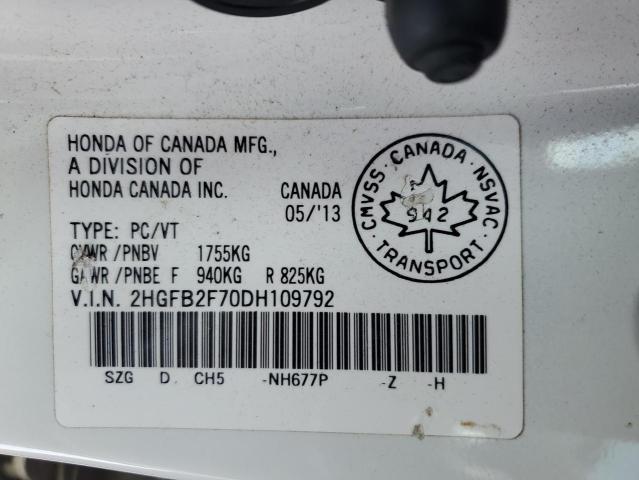 HONDA OF CANADA MFG.,
A DIVISION OF
HONDA CANADA INC. CANADA
05/'13
TYPE: PC/VT
GVWR /PNBV 1755KG
GAWR /PNBE F 940KG R 825KG
V.I.N. 2HGFB2F70DH109792
SZG D CH5 -NH677P -Z -H
CMVSS · CANADA · NSVAC
942
TRANSPORT